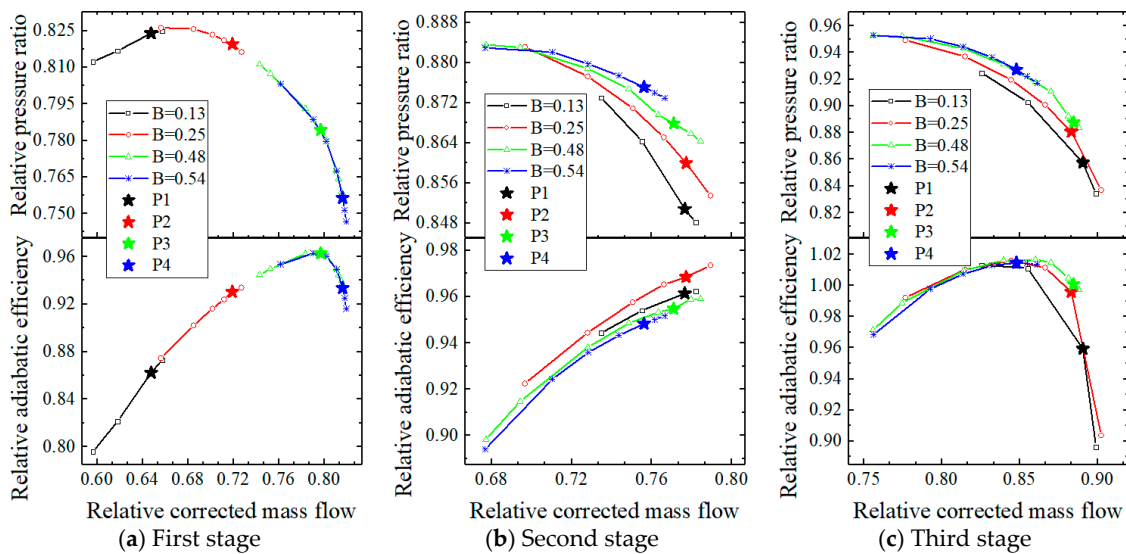 Relative pressure ratio
0.825
0.810
0.795
0.780
0.765
0.750
B=0.13
B=0.25
B=0.48
B=0.54
P1
P2
P3
P4
Relative adiabatic efficiency
0.96
0.92
0.88
0.84
0.80
0.60 0.64 0.68 0.72 0.76 0.80
Relative corrected mass flow
(a) First stage
Relative pressure ratio
0.888
0.880
0.872
0.864
0.856
0.848
B=0.13
B=0.25
B=0.48
B=0.54
P1
P2
P3
P4
Relative adiabatic efficiency
0.98
0.96
0.94
0.92
0.90
0.68 0.70 0.72 0.74 0.76 0.78 0.80
Relative corrected mass flow
(b) Second stage
Relative pressure ratio
0.96
0.94
0.92
0.90
0.88
0.86
0.84
0.82
B=0.13
B=0.25
B=0.48
B=0.54
P1
P2
P3
P4
Relative adiabatic efficiency
1.02
1.00
0.98
0.96
0.94
0.92
0.90
0.75 0.80 0.85 0.90
Relative corrected mass flow
(c) Third stage